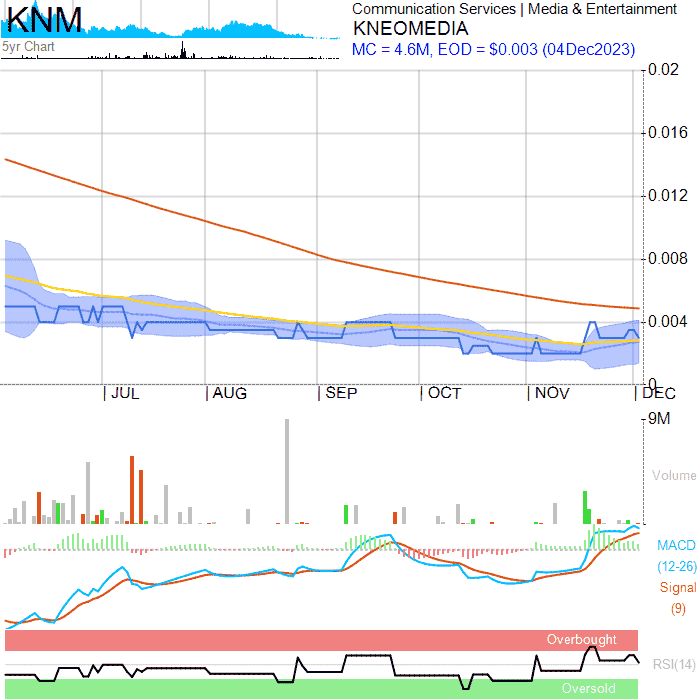 KNM
5yr Chart
Communication Services | Media & Entertainment
KNEOMEDIA
MC = 4.6M, EOD = $0.003 (04Dec2023)
0.02
0.016
0.012
0.008
0.004
0
JUL
AUG
SEP
OCT
NOV
DEC
9M
Volume
MACD
(12-26)
Signal
(9)
Overbought
RSI(14)
Oversold